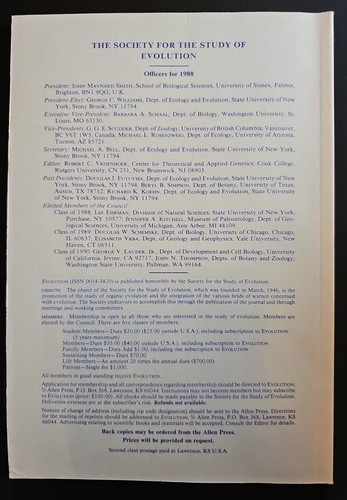 THE SOCIETY FOR THE STUDY OF
EVOLUTION
Officers for 1988
President: JOHN MAYNARD SMITH, School of Biological Sciences, University of Sussex, Falmer,
Brighton, BN1 9QG, U.K.
President-Elect: GEORGE C. WILLIAMS, Dept. of Ecology and Evolution, State University of New
York, Stony Brook, NY 11794.
Executive Vice-President: BARBARA A. SCHAAL, Dept. of Biology, Washington University, St.
Louis, MO 63130.
Vice-Presidents: G. G. E. SCUDDER, Dept. of Zoology, University of British Columbia, Vancouver,
BC V6T 1W5, Canada; MICHAEL L. ROSENZWEIG, Dept. of Ecology, University of Arizona,
Tucson, AZ 85721.
Secretary: MICHAEL A. BELL, Dept. of Ecology and Evolution, State University of New York,
Stony Brook, NY 11794.
Editor: ROBERT C. VRIJENHOEK, Center for Theoretical and Applied Genetics, Cook College,
Rutgers University, CN 231, New Brunswick, NJ 08903.
Past Presidents: DOUGLAS J. FUTUYMA, Dept. of Ecology and Evolution, State University of New
York, Stony Brook, NY 11794; BERYL B. SIMPSON, Dept. of Botany, University of Texas,
Austin, TX 78712; RICHARD K. KOEHN, Dept. of Ecology and Evolution, State University
of New York, Stony Brook, NY 11794.
Elected Members of the Council:
Class of 1988: LEE EHRMAN, Division of Natural Sciences, State University of New York,
Purchase, NY 10577; JENNIFER A. KITCHELL, Museum of Paleontology, Dept. of Geo-
logical Sciences, University of Michigan, Ann Arbor, MI 48109.
Class of 1989: DOUGLAS W. SCHEMSKE, Dept. of Biology, University of Chicago, Chicago,
IL 60637; ELISABETH VRBA, Dept. of Geology and Geophysics, Yale University, New
Haven, CT 06511.
Class of 1990: GEORGE V. LAUDER, JR., Dept. of Development and Cell Biology, University
of California, Irvine, CA 92717; JOHN N. THOMPSON, Depts. of Botany and Zoology,
Washington State University, Pullman, WA 99164.
EVOLUTION (ISSN 0014-3820) is published bimonthly by the Society for the Study of Evolution.
OBJECTS: The object of the Society for the Study of Evolution, which was founded in March, 1946, is the
promotion of the study of organic evolution and the integration of the various fields of science concerned
with evolution. The Society endeavors to accomplish this through the publication of the journal and through
meetings and working committees.
MEMBERS: Membership is open to all those who are interested in the study of evolution. Members are
elected by the Council. There are five classes of members:
Student Members—Dues $20.00 ($25.00 outside U.S.A.), including subscription to EVOLUTION
(5 years maximum)
Members—Dues $35.00 ($40.00 outside U.S.A.), including subscription to EVOLUTION
Family Members—Dues Add $1.00, including one subscription to EVOLUTION
Sustaining Members—Dues $70.00
Life Members—An amount 20 times the annual dues ($700.00)
Patrons—Single gift $1,000.
All members in good standing receive EVOLUTION.
Application for membership and all correspondence regarding membership should be directed to EVOLUTION,
℅ Allen Press, P.O. Box 368, Lawrence, KS 66044. Institutions may not become members but may subscribe
to EVOLUTION (price: $100.00). All checks should be made payable to the Society for the Study of Evolution.
Deliveries overseas are at the subscriber's risk. Refunds not available.
Notices of change of address (including zip code designation) should be sent to the Allen Press. Directions
for the mailing of reprints should be addressed to EVOLUTION, ℅ Allen Press, P.O. Box 368, Lawrence, KS
66044. Advertising relating to scientific books and materials will be accepted. Consult the Editor for details.
Back copies may be ordered from the Allen Press.
Prices will be provided on request.
Second class postage paid at Lawrence, KS U.S.A.